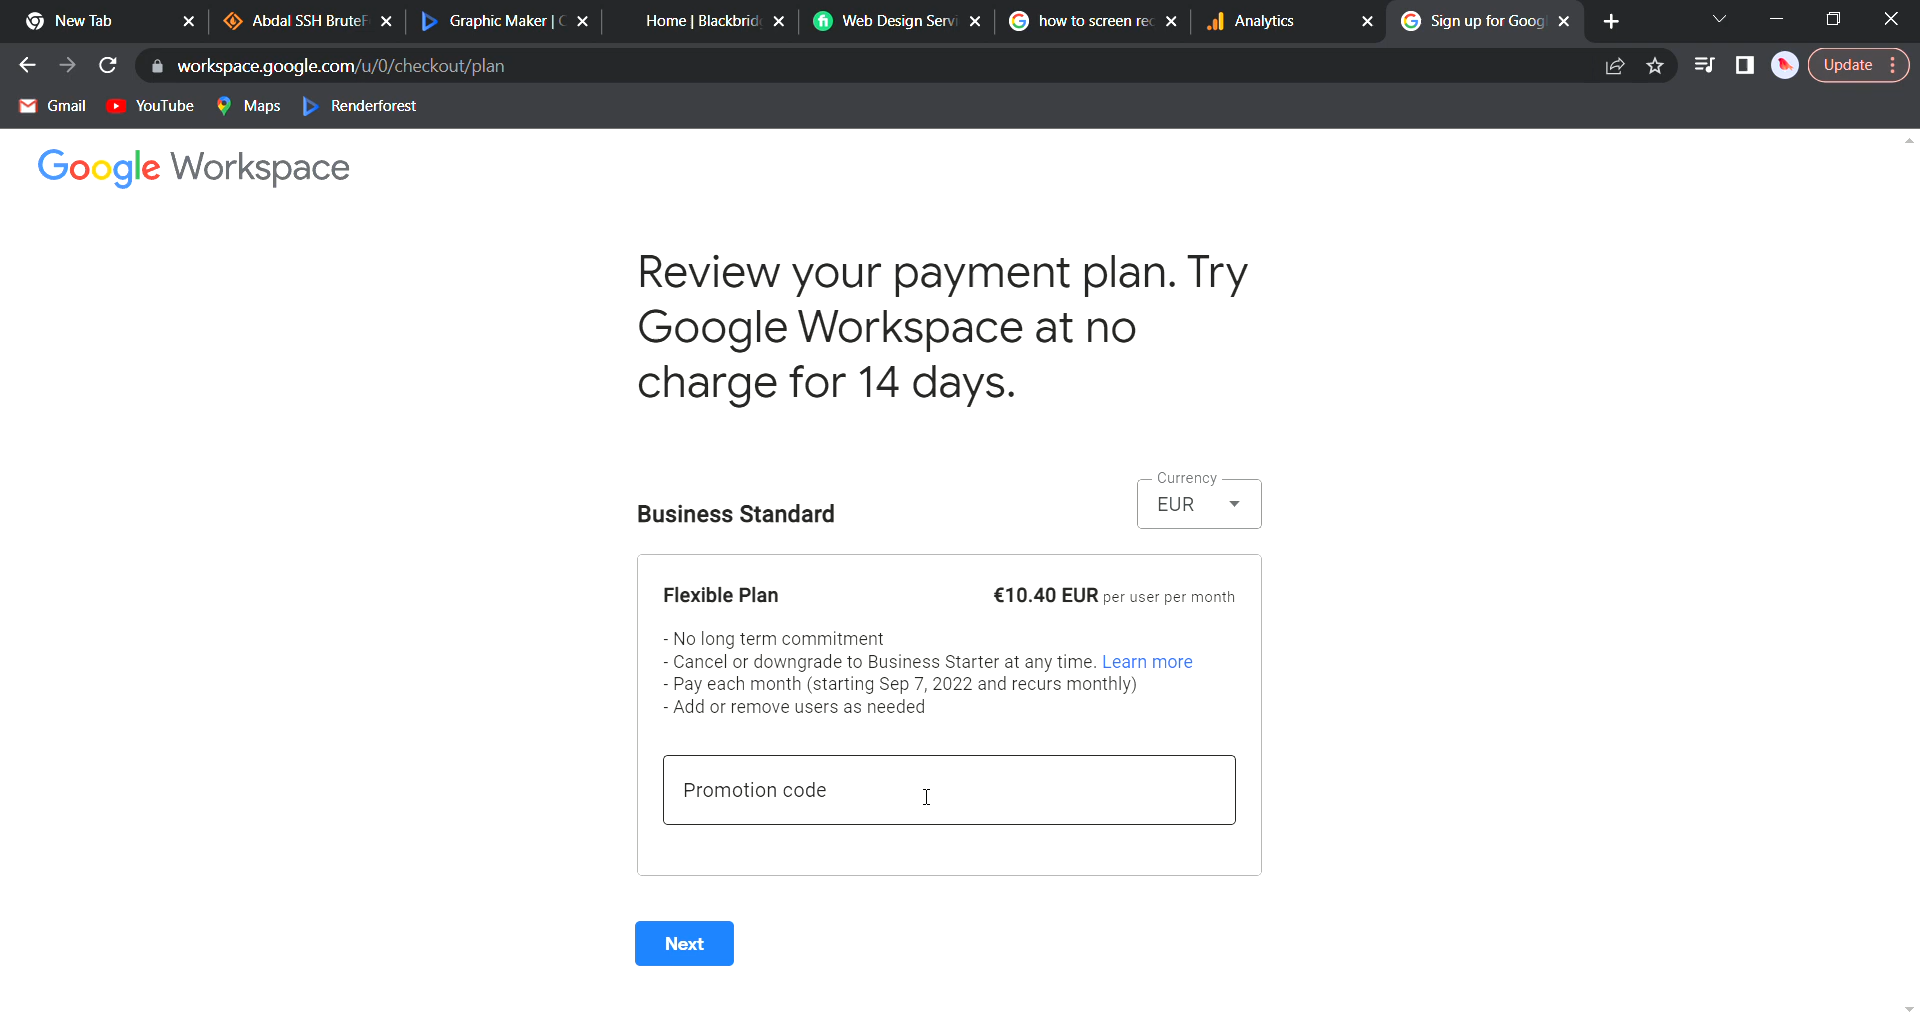 New Tab
Abdal SSH BruteF
Graphic Maker | C
Home | Blackbrid
Web Design Servi
how to screen rec
Analytics
Sign up for Googl
workspace.google.com/u/0/checkout/plan
Update
Gmail
YouTube
Maps
Renderforest
Google Workspace
Review your payment plan. Try
Google Workspace at no
charge for 14 days.
Currency
Business Standard
EUR
Flexible Plan
€10.40 EUR per user per month
- No long term commitment
- Cancel or downgrade to Business Starter at any time. Learn more
- Pay each month (starting Sep 7, 2022 and recurs monthly)
- Add or remove users as needed
Promotion code
Next